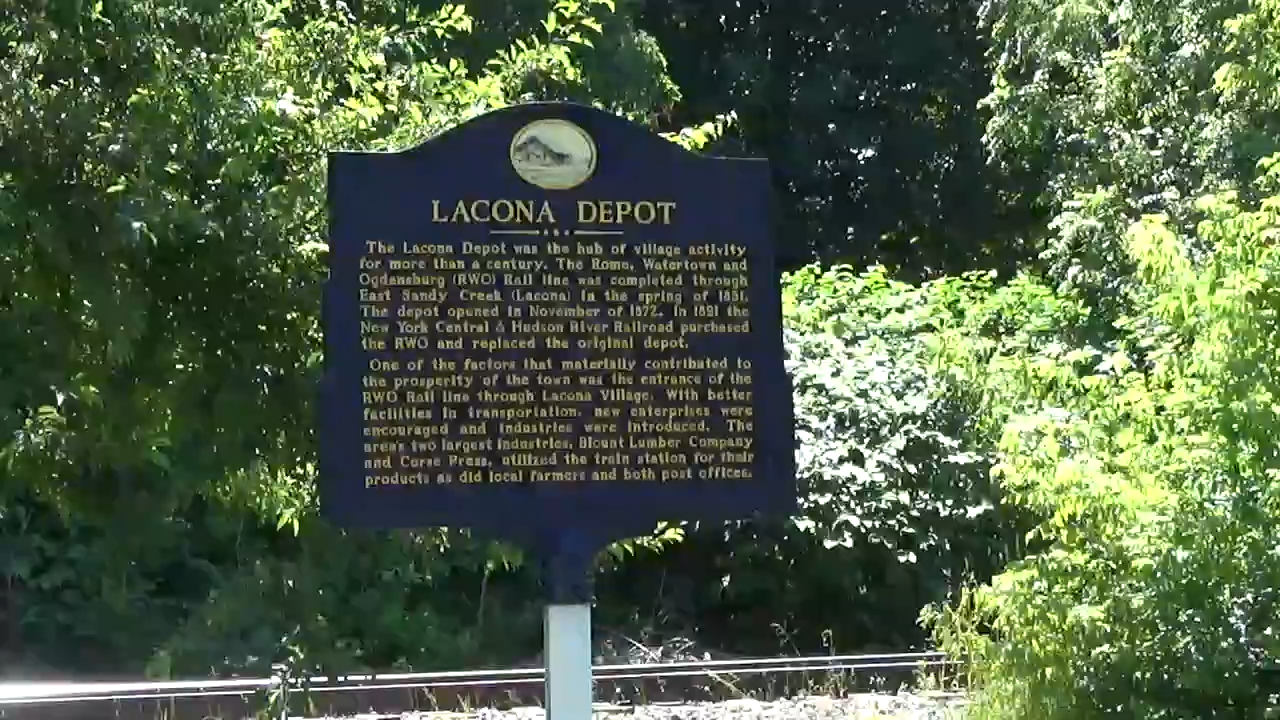 LACONA DEPOT
The Lacona Depot was the hub of village activity
for more than a century. The Rome, Watertown and
Ogdensburg (RWO) Rail line was completed through
East Sandy Creek (Lacona) in the spring of 1851.
The depot opened in November of 1872. In 1891 the
New York Central & Hudson River Railroad purchased
the RWO and replaced the original depot.
One of the factors that materially contributed to
the prosperity of the town was the entrance of the
RWO Rail line through Lacona Village. With better
facilities in transportation, new enterprises were
encouraged and industries were introduced. The
area's two largest industries, Blount Lumber Company
and Corse Press, utilized the train station for their
products as did local farmers and both post offices.